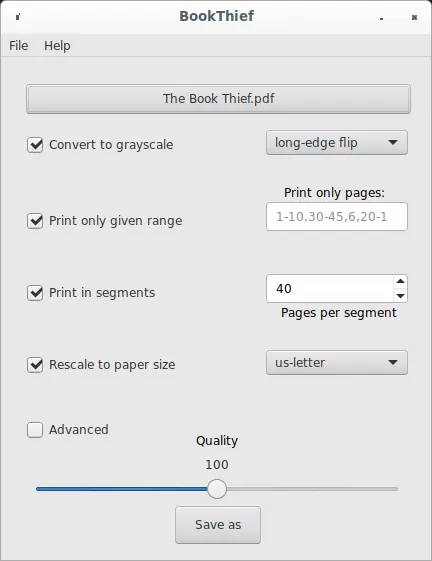 BookThief
File Help
The Book Thief.pdf
Convert to grayscale
long-edge flip
Print only pages:
Print only given range
1-10,30-45,6,20-1
Print in segments
40
Pages per segment
Rescale to paper size
us-letter
Advanced
Quality
100
Save as